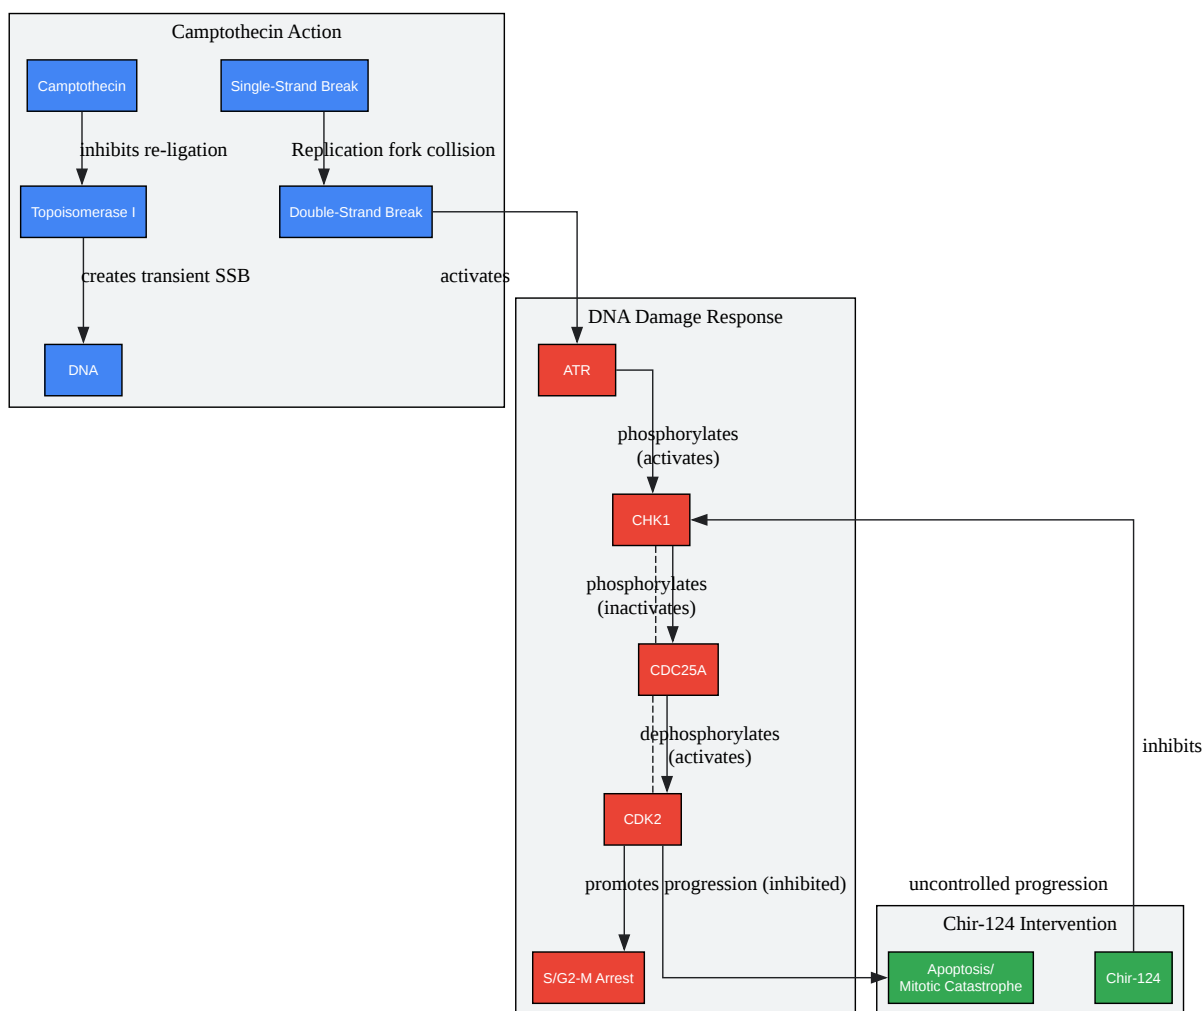 Camptothecin Action
Camptothecin
Single-Strand Break
inhibits re-ligation
Replication fork collision
Topoisomerase I
Double-Strand Break
creates transient SSB
activates
DNA
DNA Damage Response
ATR
phosphorylates
(activates)
CHK1
phosphorylates
(inactivates)
CDC25A
dephosphorylates
(activates)
inhibits
CDK2
promotes progression (inhibited)
uncontrolled progression
Chir-124 Intervention
S/G2-M Arrest
Apoptosis/
Mitotic Catastrophe
Chir-124